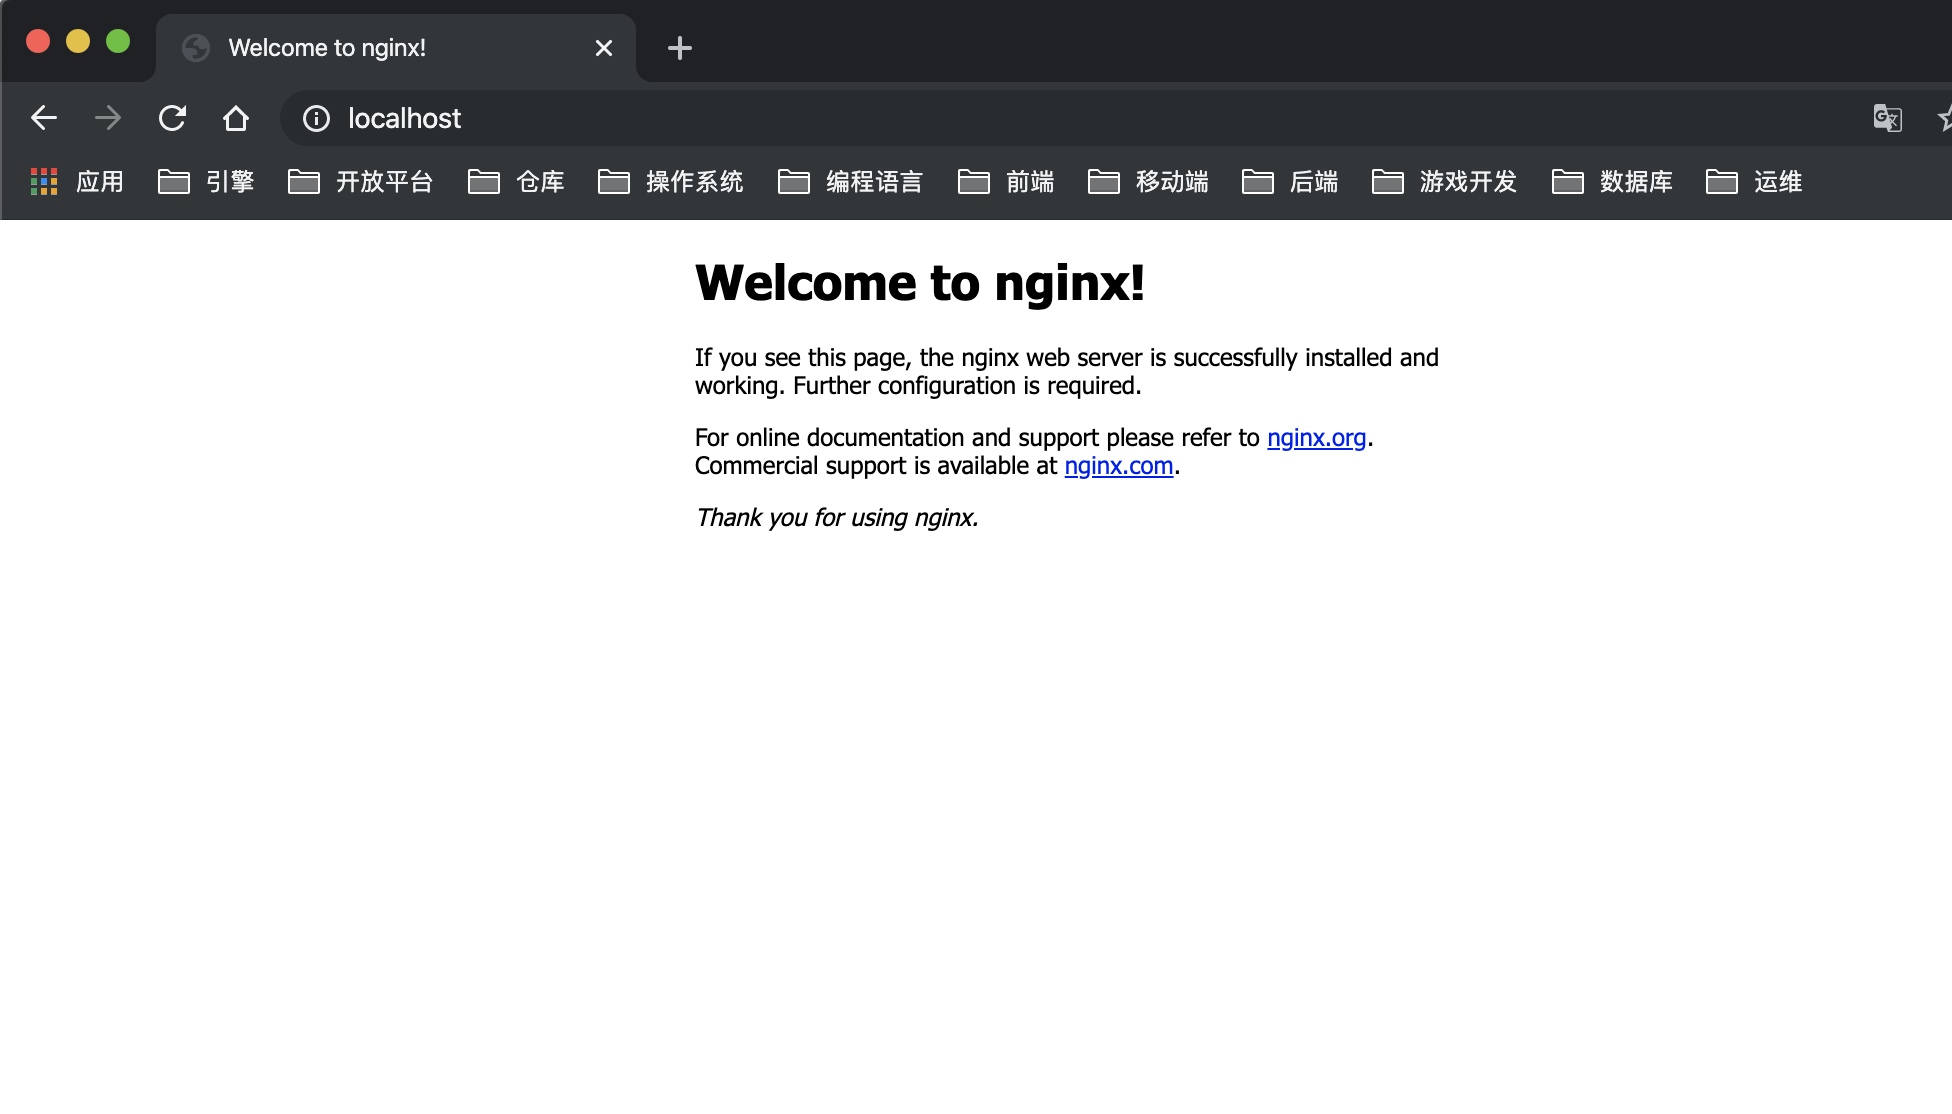 Welcome to nginx!
localhost
应用 引擎 开放平台 仓库 操作系统 编程语言 前端 移动端 后端 游戏开发 数据库 运维
Welcome to nginx!
If you see this page, the nginx web server is successfully installed and
working. Further configuration is required.
For online documentation and support please refer to nginx.org.
Commercial support is available at nginx.com.
Thank you for using nginx.